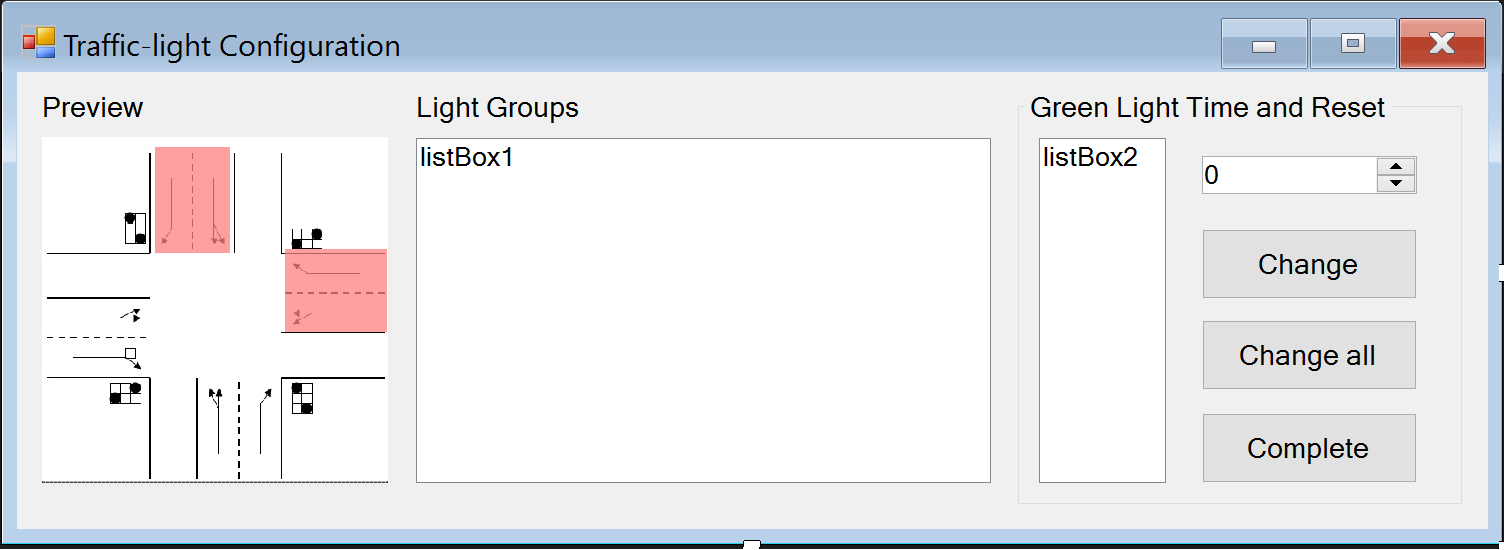 Traffic-light Configuration
Preview
Light Groups
Green Light Time and Reset
listBox1
listBox2
0
Change
Change all
Complete